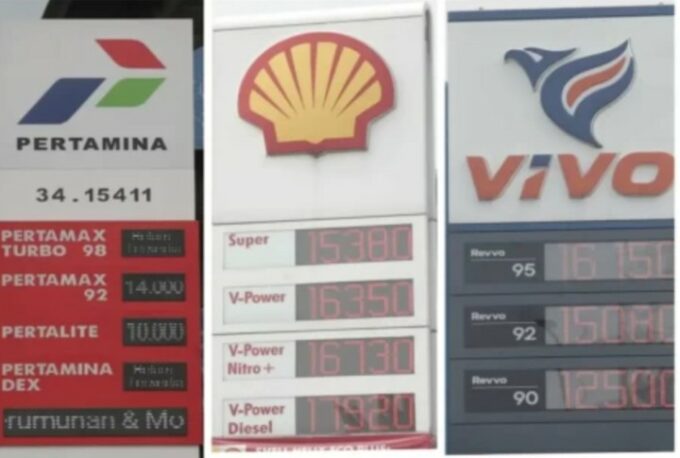 PERTAMINA
34.15411
PERTAMAX
TURBO 98
PERTAMAX
92
14.000
PERTALITE
10.000
PERTAMINA
DEX
rumunan & Mo
Super
15380
V-Power
16350
V-Power
Nitro+
16730
V-Power
Diesel
17920
VIVO
Revvo
95
16150
Revvo
92
15080
Revvo
90
12500